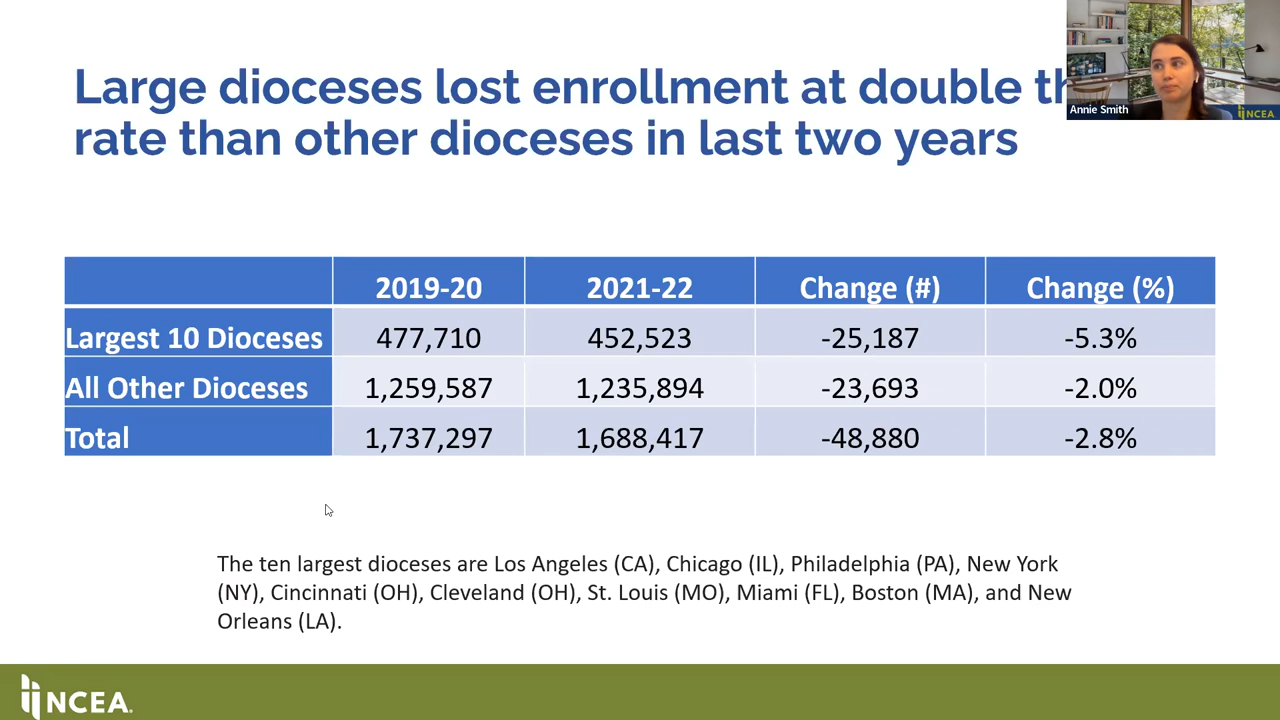 Large dioceses lost enrollment at double th
rate than other dioceses in last two years
Annie Smith
NCEA
2019-20 2021-22 Change (#) Change (%)
Largest 10 Dioceses 477,710 452,523 -25,187 -5.3%
All Other Dioceses 1,259,587 1,235,894 -23,693 -2.0%
Total 1,737,297 1,688,417 -48,880 -2.8%
The ten largest dioceses are Los Angeles (CA), Chicago (IL), Philadelphia (PA), New York
(NY), Cincinnati (OH), Cleveland (OH), St. Louis (MO), Miami (FL), Boston (MA), and New
Orleans (LA).
NCEA.